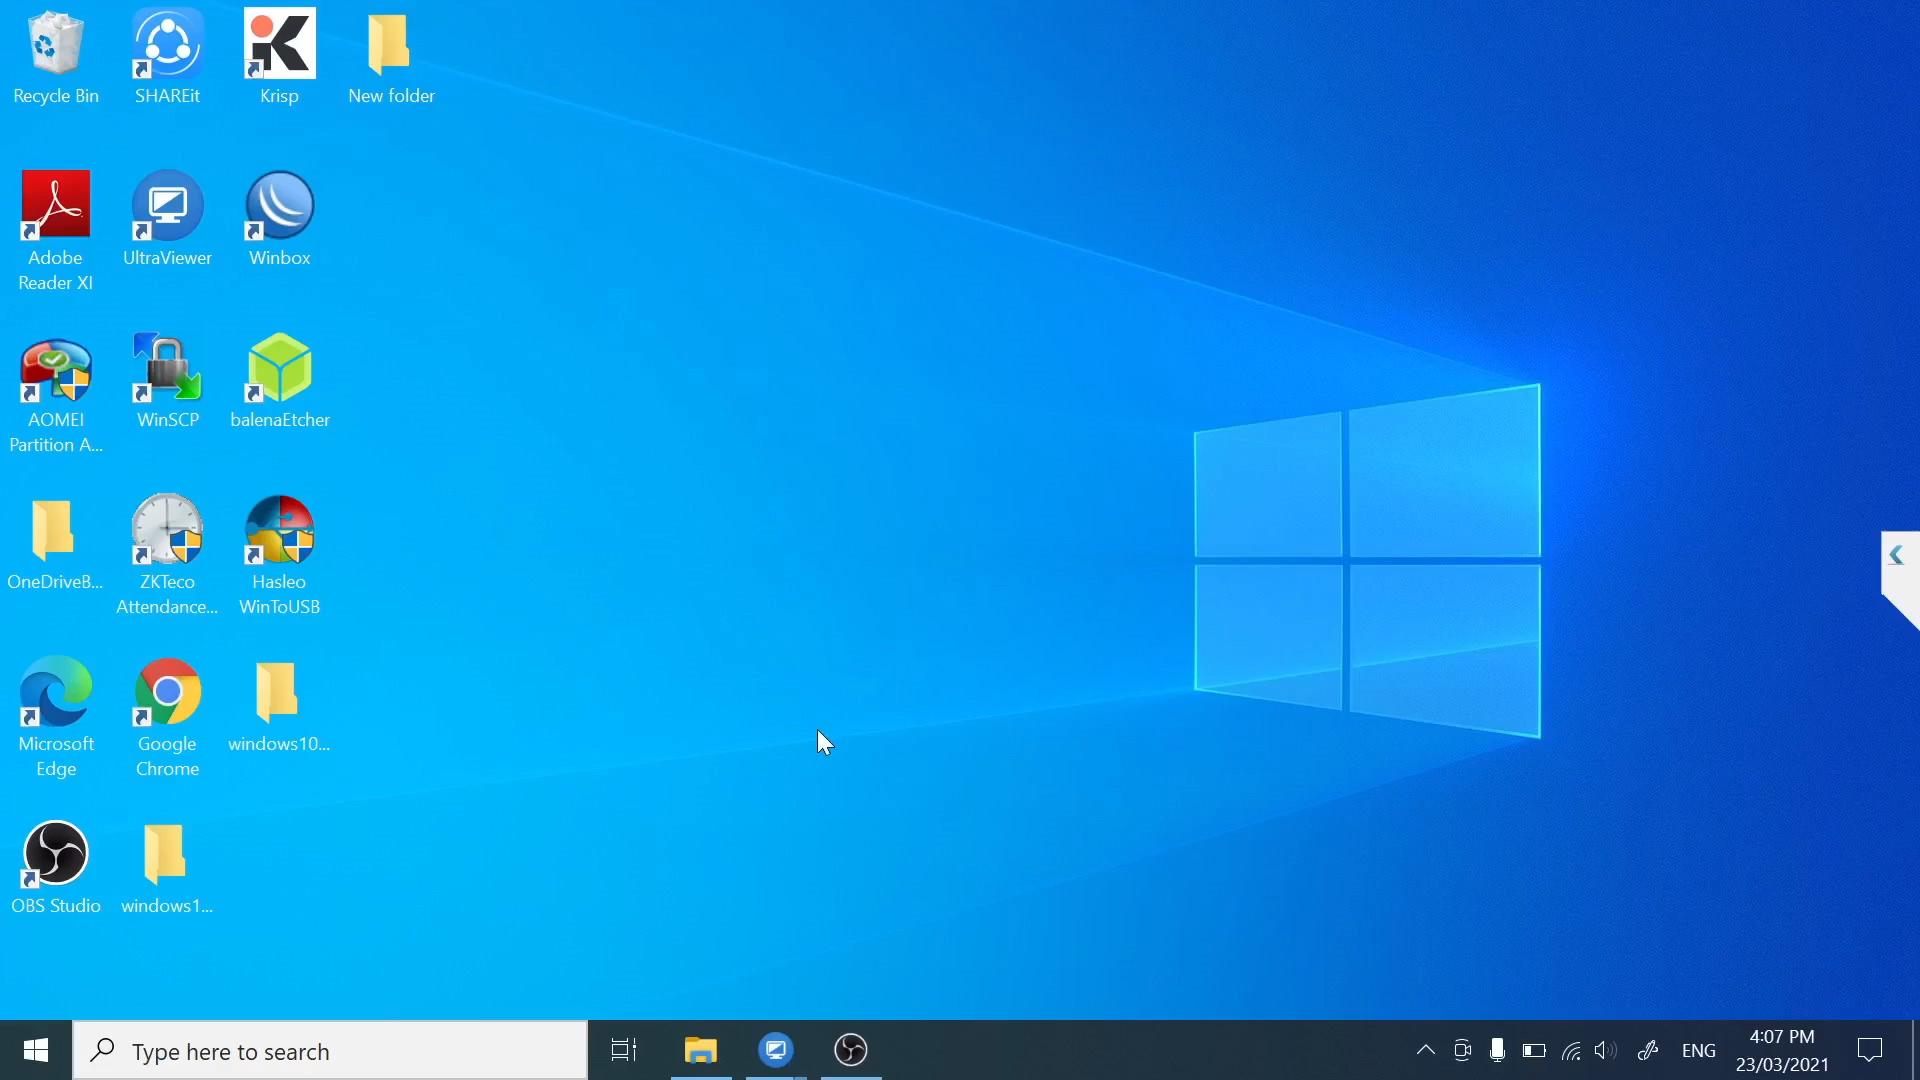 Recycle Bin
SHAREit
Krisp
New folder
Adobe
Reader XI
UltraViewer
Winbox
AOMEI
Partition A...
WinSCP
balenaEtcher
OneDriveB...
ZKTeco
Attendance...
Hasleo
WinToUSB
Microsoft
Edge
Google
Chrome
windows10...
OBS Studio
windows1...
Type here to search
ENG
4:07 PM
23/03/2021